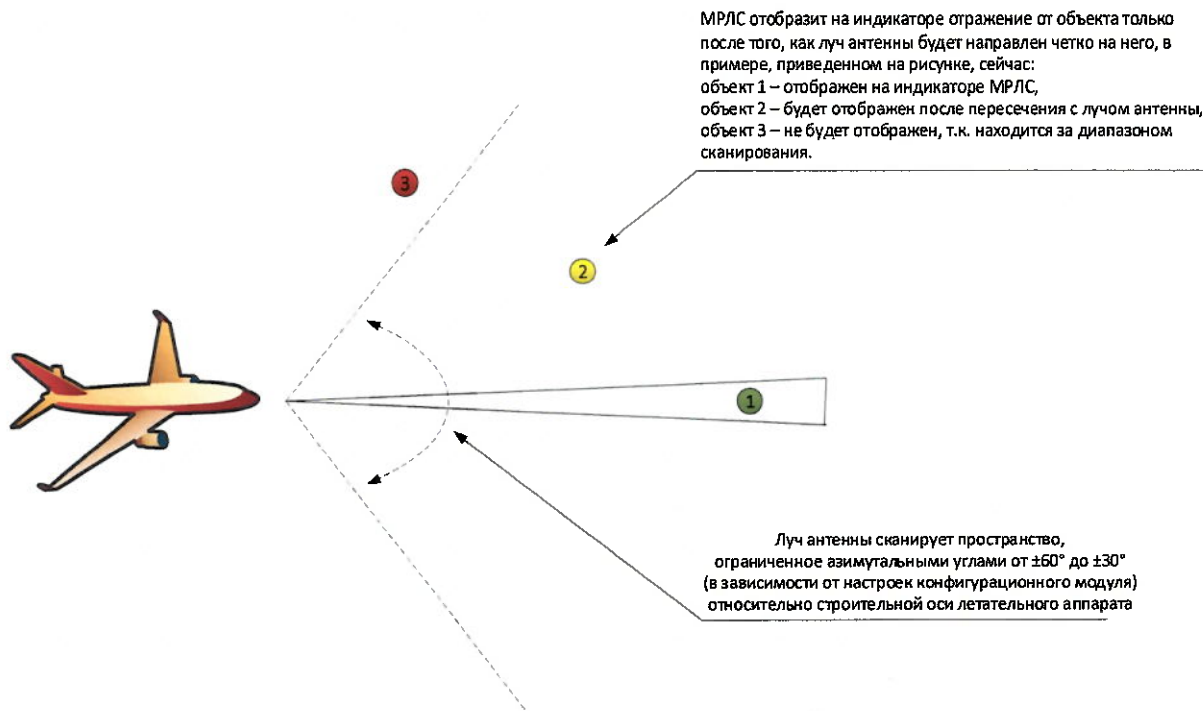 МРЛС отобразит на индикаторе отражение от объекта только
после того, как луч антенны будет направлен четко на него, в
примере, приведенном на рисунке, сейчас:
объект 1 – отображен на индикаторе МРЛС,
объект 2 – будет отображен после пересечения с лучом антенны,
объект 3 – не будет отображен, т.к. находится за диапазоном
сканирования.
3
2
1
Луч антенны сканирует пространство,
ограниченное азимутальными углами от ±60° до ±30°
(в зависимости от настроек конфигурационного модуля)
относительно строительной оси летательного аппарата